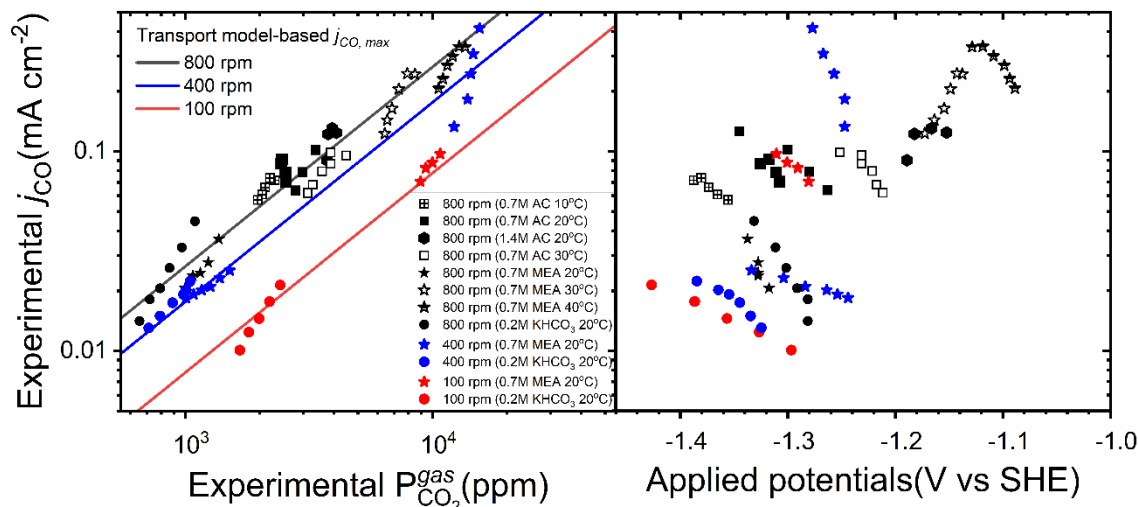 Experimental j_CO(mA cm⁻²)
0.1
0.01
Transport model-based j_CO, max
800 rpm
400 rpm
100 rpm
800 rpm (0.7M AC 10°C)
800 rpm (0.7M AC 20°C)
800 rpm (1.4M AC 20°C)
800 rpm (0.7M AC 30°C)
800 rpm (0.7M MEA 20°C)
800 rpm (0.7M MEA 30°C)
800 rpm (0.7M MEA 40°C)
800 rpm (0.2M KHCO₃ 20°C)
400 rpm (0.7M MEA 20°C)
400 rpm (0.2M KHCO₃ 20°C)
100 rpm (0.7M MEA 20°C)
100 rpm (0.2M KHCO₃ 20°C)
10³ 10⁴
Experimental P^gas_CO₂(ppm)
-1.4 -1.3 -1.2 -1.1 -1.0
Applied potentials(V vs SHE)